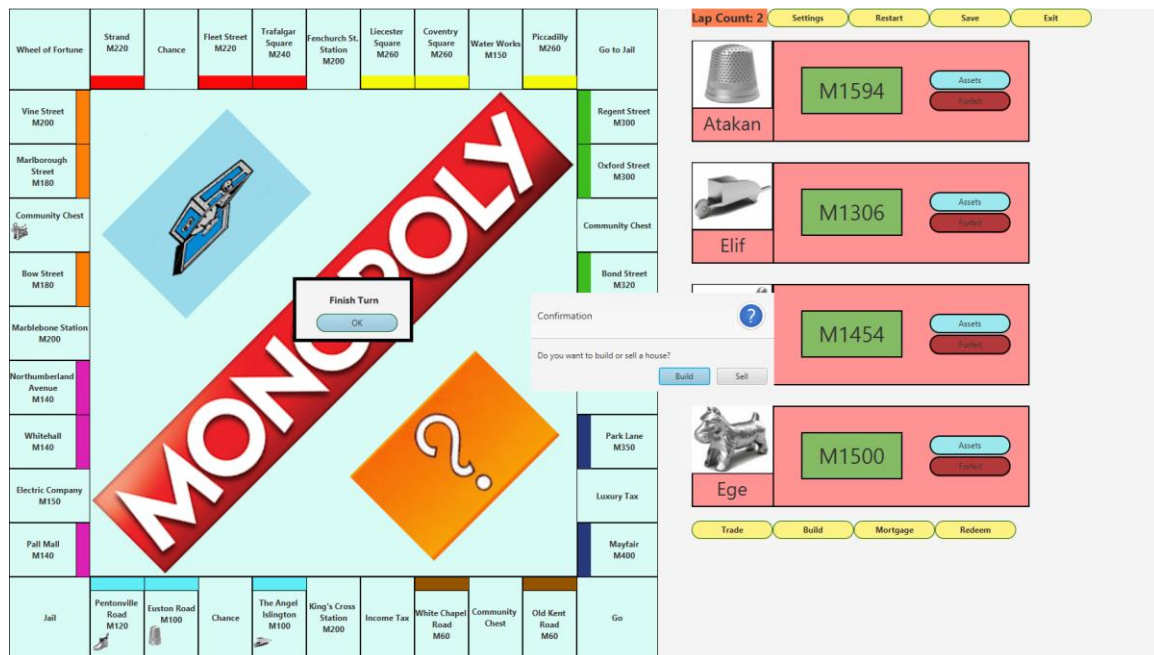 Wheel of Fortune
Strand
M220
Chance
Fleet Street
M220
Trafalgar
Square
M240
Fenchurch St.
Station
M200
Liecester
Square
M260
Coventry
Square
M260
Water Works
M150
Piccadilly
M260
Go to Jail
Vine Street
M200
Marlborough
Street
M180
Community Chest
Bow Street
M180
Marblebone Station
M200
Northumberland
Avenue
M140
Whitehall
M140
Electric Company
M150
Pall Mall
M140
MONOPOLY
?
Finish Turn
OK
Regent Street
M300
Oxford Street
M300
Community Chest
Bond Street
M320
Park Lane
M350
Luxury Tax
Mayfair
M400
Jail
Pentonville
Road
M120
Euston Road
M100
Chance
The Angel
Islington
M100
King's Cross
Station
M200
Income Tax
White Chapel
Road
M60
Community
Chest
Old Kent
Road
M60
Go
Confirmation
?
Do you want to build or sell a house?
Build Sell
Lap Count: 2 Settings Restart Save Exit
M1594
Assets
Forfeit
Atakan
M1306
Assets
Forfeit
Elif
M1454
Assets
Forfeit
M1500
Assets
Forfeit
Ege
Trade Build Mortgage Redeem